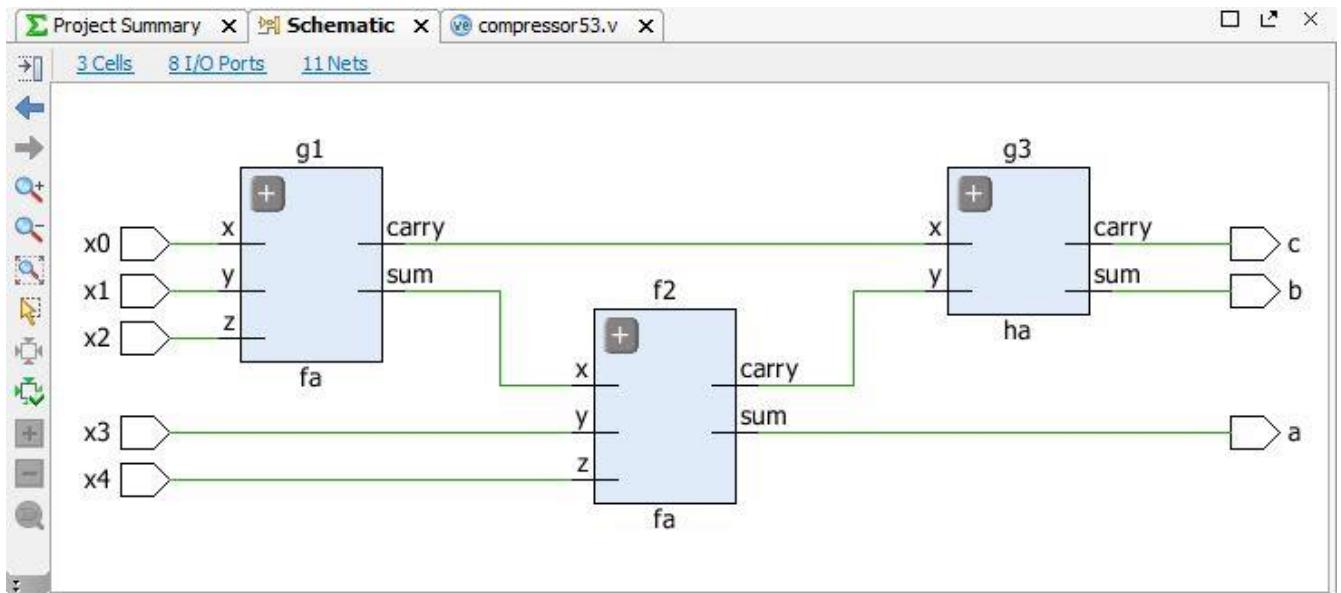 Project Summary X Schematic X compressor53.v X
3 Cells 8 I/O Ports 11 Nets
g1 g3
x0 x carry x carry c
x1 y sum y sum b
f2
x2 z ha
fa
x carry
x3 y sum a
x4 z
fa